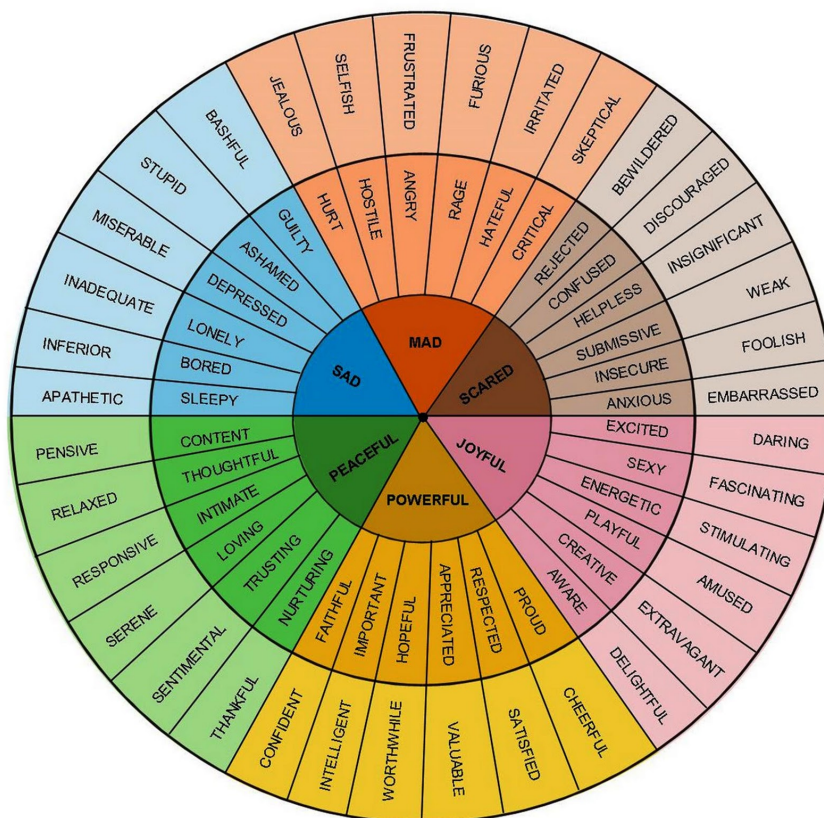 MAD
SCARED
JOYFUL
POWERFUL
PEACEFUL
SAD
HURT
HOSTILE
ANGRY
RAGE
HATEFUL
CRITICAL
REJECTED
CONFUSED
HELPLESS
SUBMISSIVE
INSECURE
ANXIOUS
EXCITED
SEXY
ENERGETIC
PLAYFUL
CREATIVE
AWARE
PROUD
RESPECTED
APPRECIATED
HOPEFUL
IMPORTANT
FAITHFUL
NURTURING
TRUSTING
LOVING
INTIMATE
THOUGHTFUL
CONTENT
SLEEPY
BORED
LONELY
DEPRESSED
ASHAMED
GUILTY
JEALOUS
SELFISH
FRUSTRATED
FURIOUS
IRRITATED
SKEPTICAL
BEWILDERED
DISCOURAGED
INSIGNIFICANT
WEAK
FOOLISH
EMBARRASSED
DARING
FASCINATING
STIMULATING
AMUSED
EXTRAVAGANT
DELIGHTFUL
CHEERFUL
SATISFIED
VALUABLE
WORTHWHILE
INTELLIGENT
CONFIDENT
THANKFUL
SENTIMENTAL
SERENE
RESPONSIVE
RELAXED
PENSIVE
APATHETIC
INFERIOR
INADEQUATE
MISERABLE
STUPID
BASHFUL